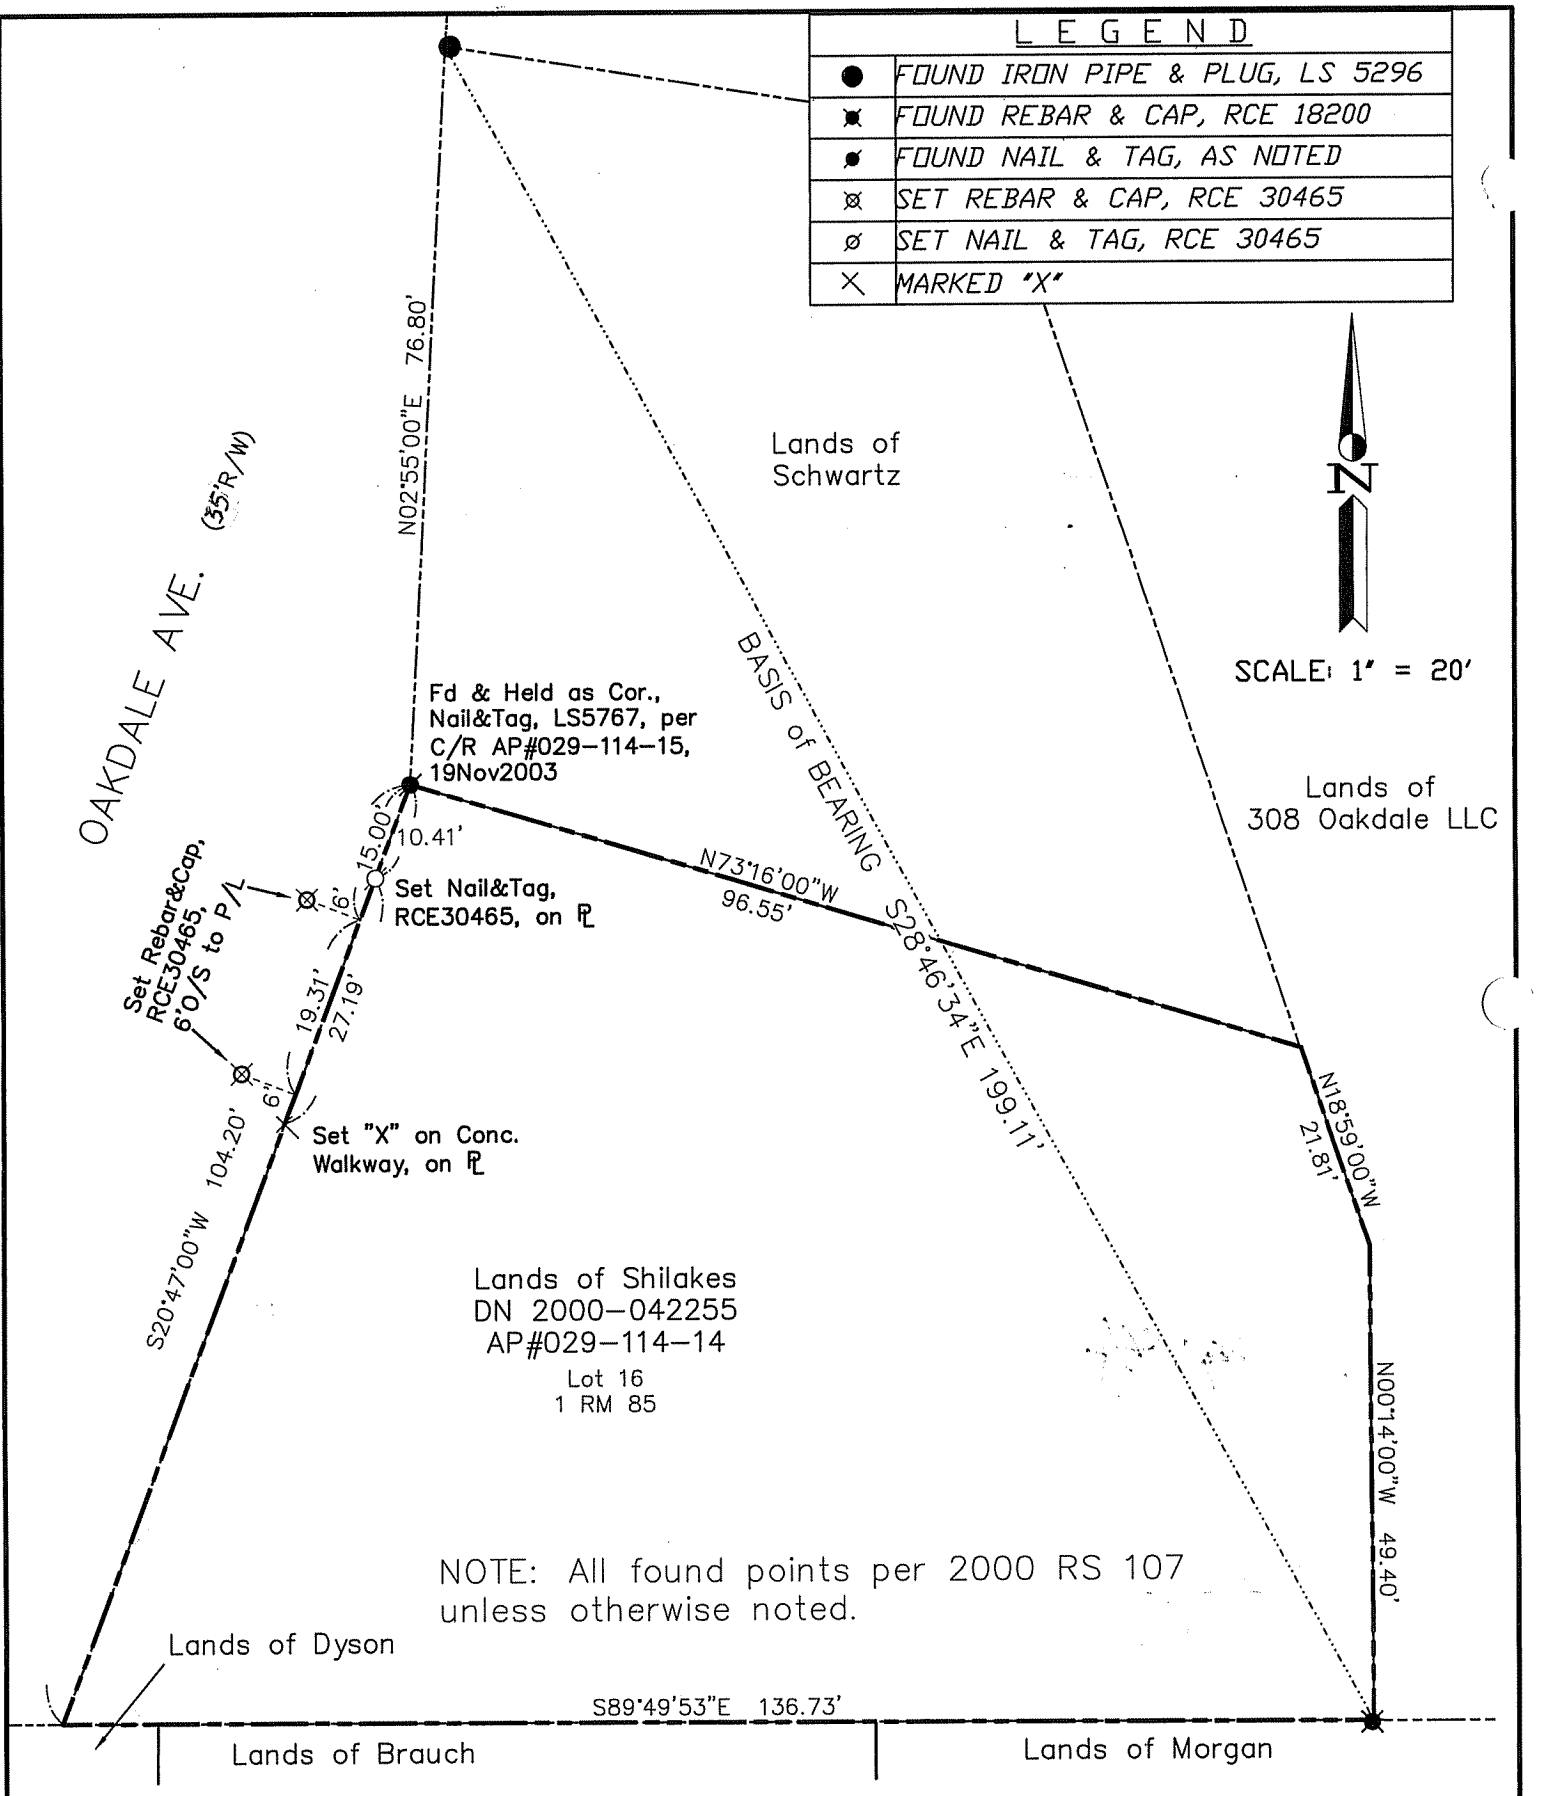 LEGEND
FOUND IRON PIPE & PLUG, LS 5296
FOUND REBAR & CAP, RCE 18200
FOUND NAIL & TAG, AS NOTED
SET REBAR & CAP, RCE 30465
SET NAIL & TAG, RCE 30465
MARKED "X"
N02°55'00"E 76.80'
Lands of
Schwartz
N
SCALE: 1" = 20'
OAKDALE AVE. (35'R/W)
BASIS of BEARING
S28°46'34"E 199.11'
Fd & Held as Cor.,
Nail&Tag, LS5767, per
C/R AP#029-114-15,
19Nov2003
Lands of
308 Oakdale LLC
15.00'
10.41'
N73°16'00"W
96.55'
Set Nail&Tag,
RCE30465, on PL
6'
Set Rebar&Cap,
RCE30465,
6'O/S to P/L
19.31'
27.19'
6'
Set "X" on Conc.
Walkway, on PL
S20°47'00"W 104.20'
N18°59'00"W
21.81'
Lands of Shilakes
DN 2000-042255
AP#029-114-14
Lot 16
1 RM 85
N00°14'00"W 49.40'
NOTE: All found points per 2000 RS 107
unless otherwise noted.
Lands of Dyson
S89°49'53"E 136.73'
Lands of Brauch
Lands of Morgan